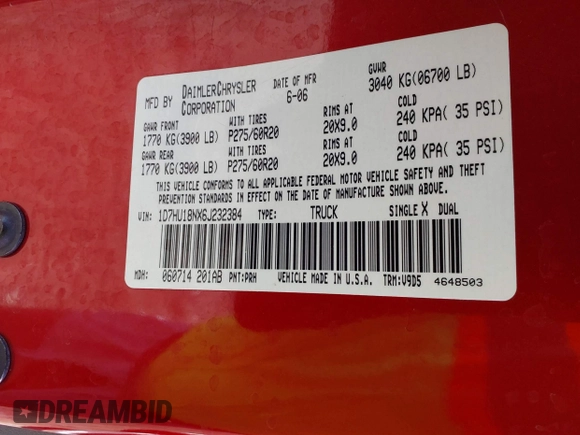 MFD BY DAIMLERCHRYSLER CORPORATION
DATE OF MFR 6-06
GVWR 3040 KG(06700 LB)
GAWR FRONT WITH TIRES RIMS AT COLD
1770 KG(3900 LB) P275/60R20 20X9.0 240 KPA( 35 PSI)
GAWR REAR WITH TIRES RIMS AT COLD
1770 KG(3900 LB) P275/60R20 20X9.0 240 KPA( 35 PSI)
THIS VEHICLE CONFORMS TO ALL APPLICABLE FEDERAL MOTOR VEHICLE SAFETY AND THEFT
PREVENTION STANDARDS IN EFFECT ON THE DATE OF MANUFACTURE SHOWN ABOVE.
VIN: 1D7HU18NX6J232384 TYPE: TRUCK SINGLE X DUAL
MDH: 060714 201AB PNT:PRH VEHICLE MADE IN U.S.A. TRM:V9D5 4648503
DREAMBID